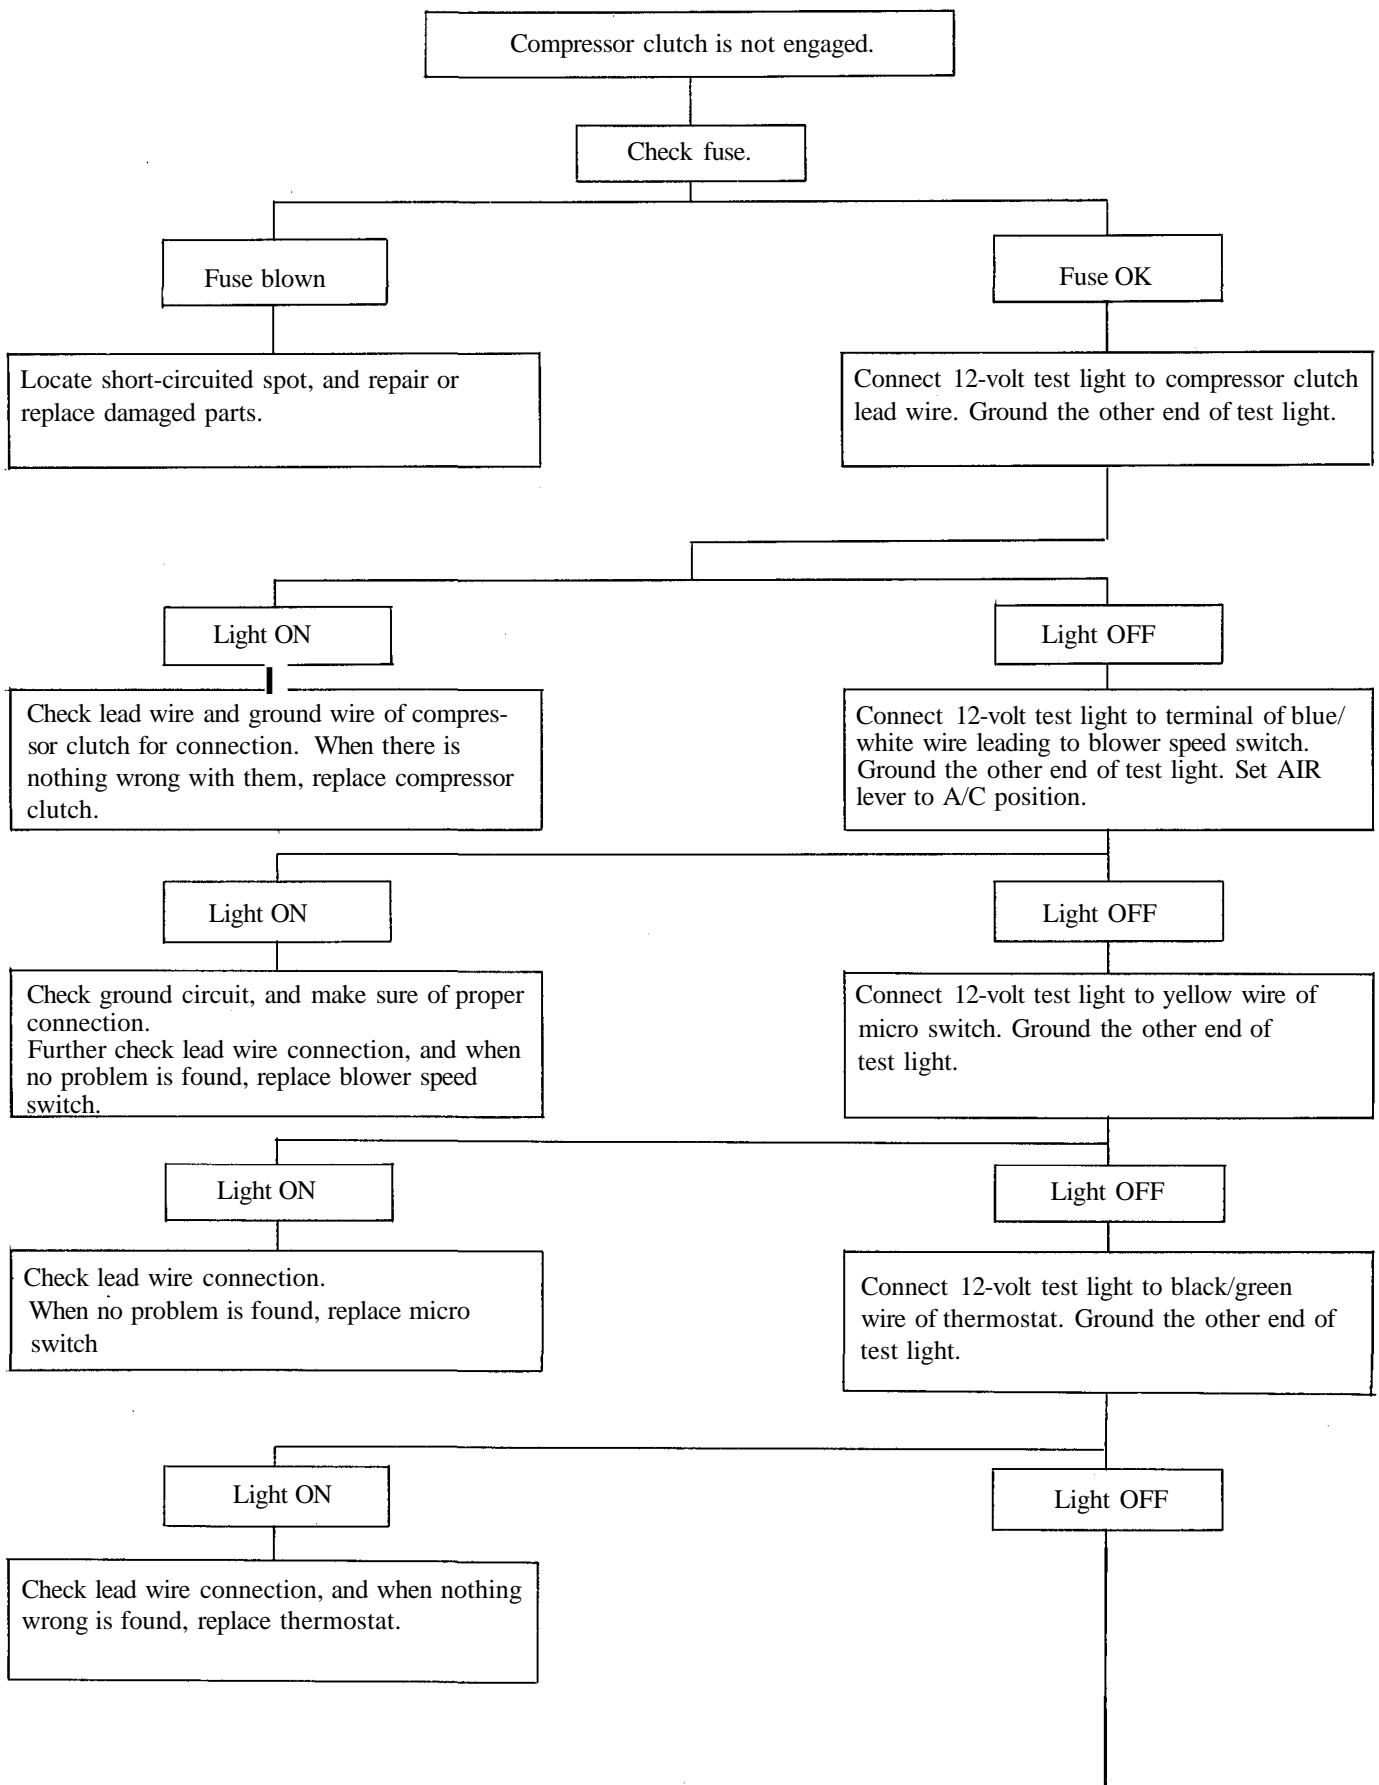 Compressor clutch is not engaged.
Check fuse.
Fuse blown
Fuse OK
Locate short-circuited spot, and repair or
replace damaged parts.
Connect 12-volt test light to compressor clutch
lead wire. Ground the other end of test light.
Light ON
Light OFF
Check lead wire and ground wire of compres-
sor clutch for connection. When there is
nothing wrong with them, replace compressor
clutch.
Connect 12-volt test light to terminal of blue/
white wire leading to blower speed switch.
Ground the other end of test light. Set AIR
lever to A/C position.
Light ON
Light OFF
Check ground circuit, and make sure of proper
connection.
Further check lead wire connection, and when
no problem is found, replace blower speed
switch.
Connect 12-volt test light to yellow wire of
micro switch. Ground the other end of
test light.
Light ON
Light OFF
Check lead wire connection.
When no problem is found, replace micro
switch
Connect 12-volt test light to black/green
wire of thermostat. Ground the other end of
test light.
Light ON
Light OFF
Check lead wire connection, and when nothing
wrong is found, replace thermostat.